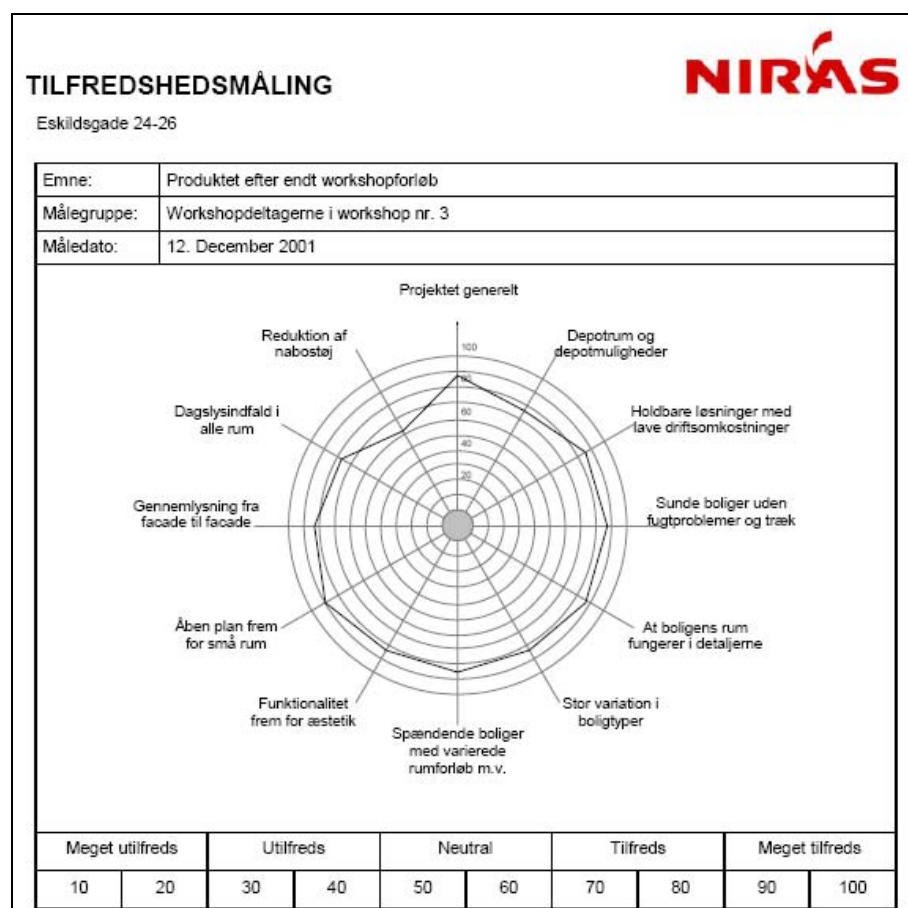 NIRAS
TILFREDSHEDSMÅLING
Eskildsgade 24-26
Emne: Produktet efter endt workshopforløb
Målegruppe: Workshopdeltagerne i workshop nr. 3
Måledato: 12. December 2001
Projektet generelt
Reduktion af
nabostøj
Depotrum og
depotmuligheder
Dagslysindfald i
alle rum
Holdbare løsninger med
lave driftsomkostninger
Gennemlysning fra
facade til facade
Sunde boliger uden
fugtproblemer og træk
Åben plan frem
for små rum
At boligens rum
fungerer i detaljerne
Funktionalitet
frem for æstetik
Stor variation i
boligtyper
Spændende boliger
med varierede
rumforløb m.v.
100
80
60
40
20
Meget utilfreds Utilfreds Neutral Tilfreds Meget tilfreds
10 20 30 40 50 60 70 80 90 100